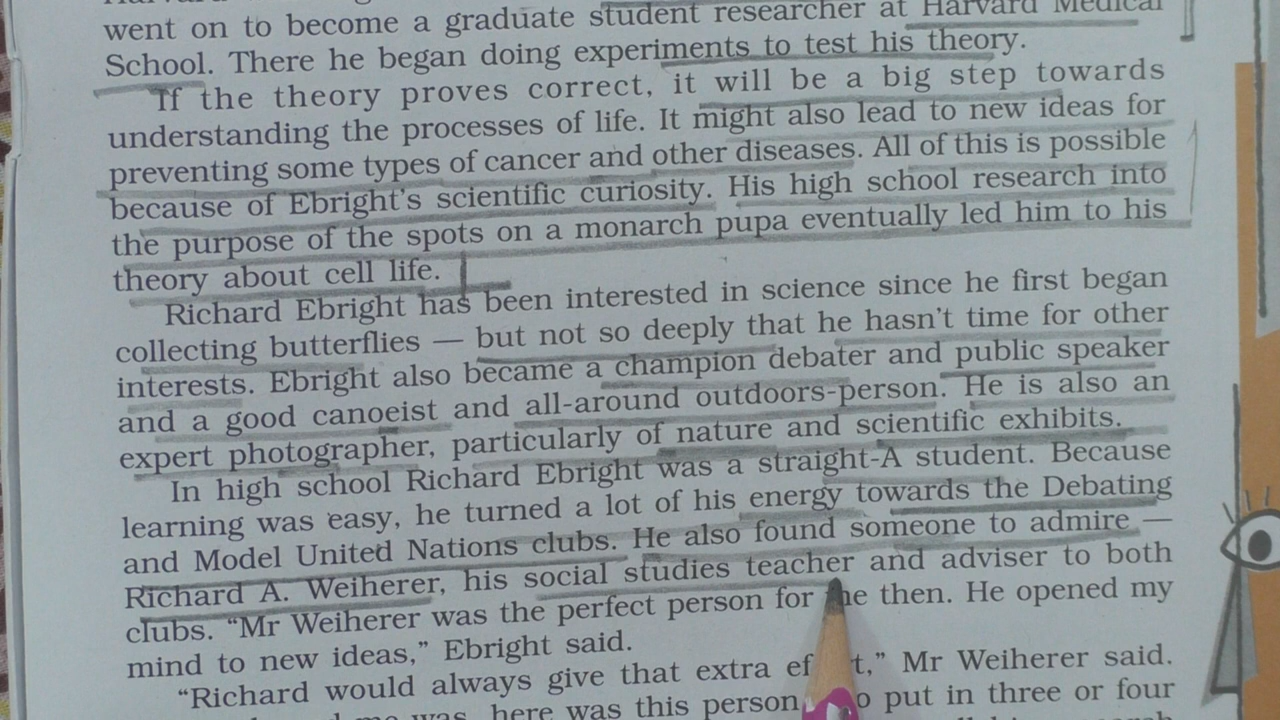 went on to become a graduate student researcher at Harvard Medical
School. There he began doing experiments to test his theory.
If the theory proves correct, it will be a big step towards
understanding the processes of life. It might also lead to new ideas for
preventing some types of cancer and other diseases. All of this is possible
because of Ebright's scientific curiosity. His high school research into
the purpose of the spots on a monarch pupa eventually led him to his
theory about cell life.
Richard Ebright has been interested in science since he first began
collecting butterflies — but not so deeply that he hasn't time for other
interests. Ebright also became a champion debater and public speaker
and a good canoeist and all-around outdoors-person. He is also an
expert photographer, particularly of nature and scientific exhibits.
In high school Richard Ebright was a straight-A student. Because
learning was easy, he turned a lot of his energy towards the Debating
and Model United Nations clubs. He also found someone to admire —
Richard A. Weiherer, his social studies teacher and adviser to both
clubs. “Mr Weiherer was the perfect person for me then. He opened my
mind to new ideas,” Ebright said.
“Richard would always give that extra ef t,” Mr Weiherer said.
was, here was this person put in three or four